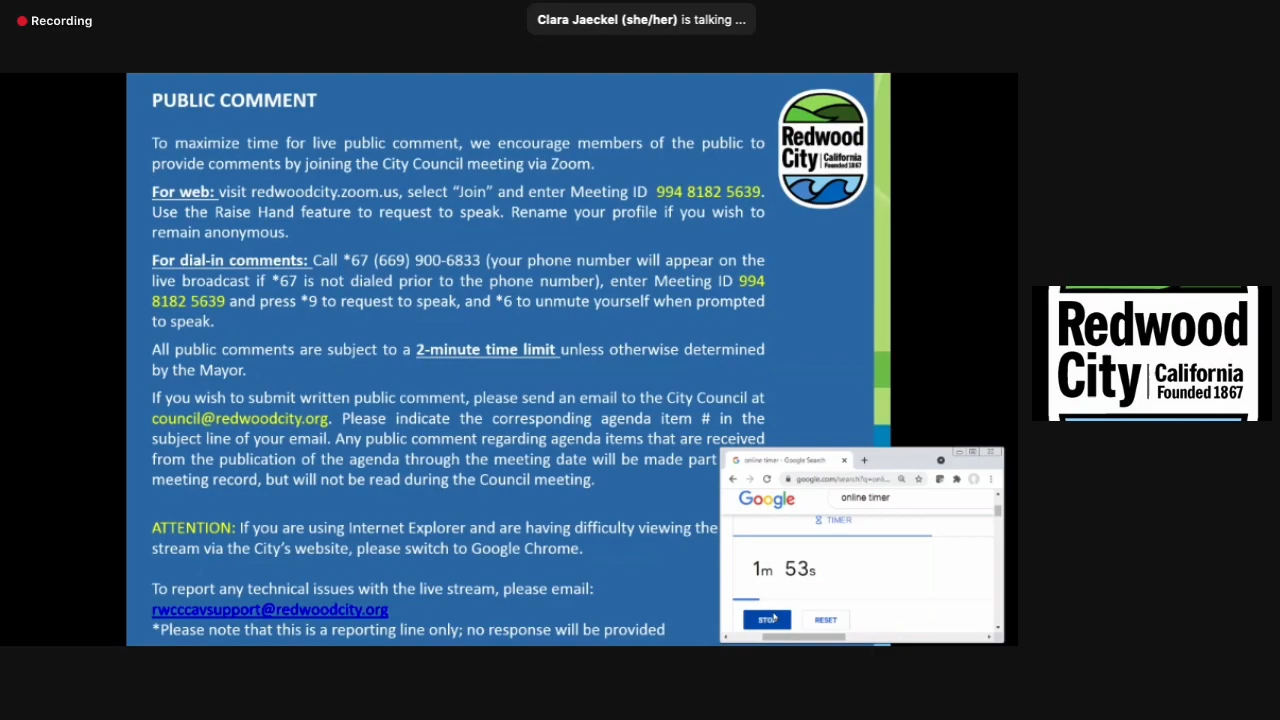 Recording
Clara Jaeckel (she/her) is talking ...
PUBLIC COMMENT
To maximize time for live public comment, we encourage members of the public to
provide comments by joining the City Council meeting via Zoom.
For web: visit redwoodcity.zoom.us, select “Join” and enter Meeting ID 994 8182 5639.
Use the Raise Hand feature to request to speak. Rename your profile if you wish to
remain anonymous.
For dial-in comments: Call *67 (669) 900-6833 (your phone number will appear on the
live broadcast if *67 is not dialed prior to the phone number), enter Meeting ID 994
8182 5639 and press *9 to request to speak, and *6 to unmute yourself when prompted
to speak.
All public comments are subject to a 2-minute time limit unless otherwise determined
by the Mayor.
If you wish to submit written public comment, please send an email to the City Council at
council@redwoodcity.org. Please indicate the corresponding agenda item # in the
subject line of your email. Any public comment regarding agenda items that are received
from the publication of the agenda through the meeting date will be made part
meeting record, but will not be read during the Council meeting.
ATTENTION: If you are using Internet Explorer and are having difficulty viewing the
stream via the City’s website, please switch to Google Chrome.
To report any technical issues with the live stream, please email:
rwcccavsupport@redwoodcity.org
*Please note that this is a reporting line only; no response will be provided
Redwood
City California
Founded 1867
online timer - Google Search
google.com/search?q=onli...
Google online timer
TIMER
1m 53s
STOP RESET
Redwood
City California
Founded 1867